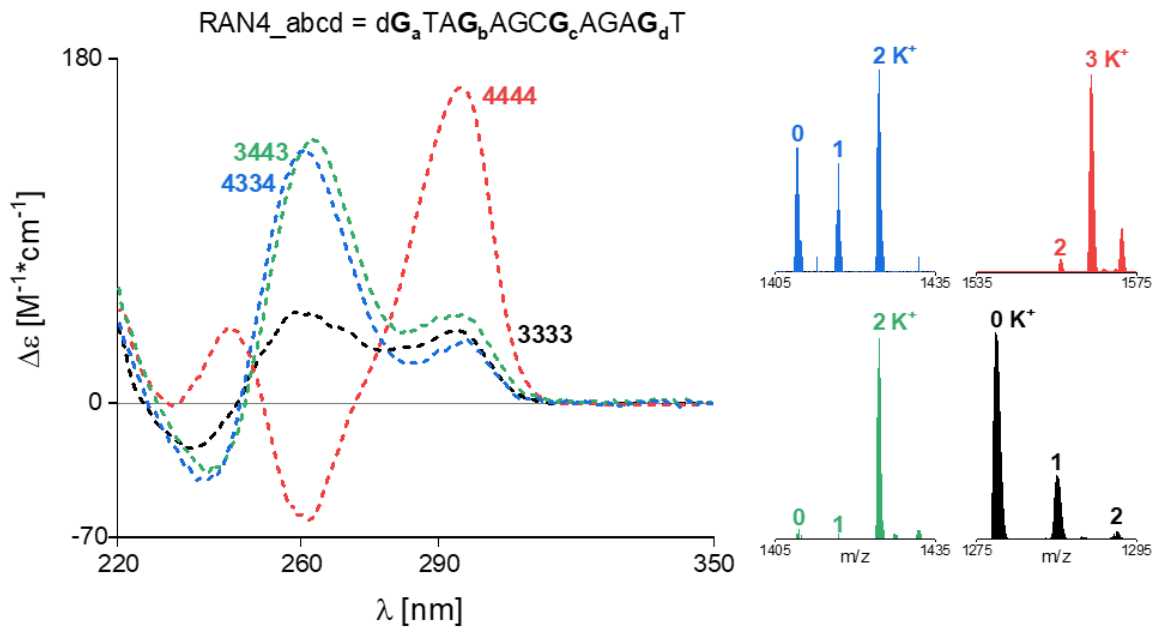 RAN4_abcd = dGaTAGbAGCGcAGAGdT
180
0
-70
Δε [M⁻¹*cm⁻¹]
4444
3443
4334
3333
220
260
290
350
λ [nm]
0
1
2 K⁺
1405
1435
3 K⁺
2
1535
1575
2 K⁺
0
1
1405
1435
m/z
0 K⁺
1
2
1275
1295
m/z